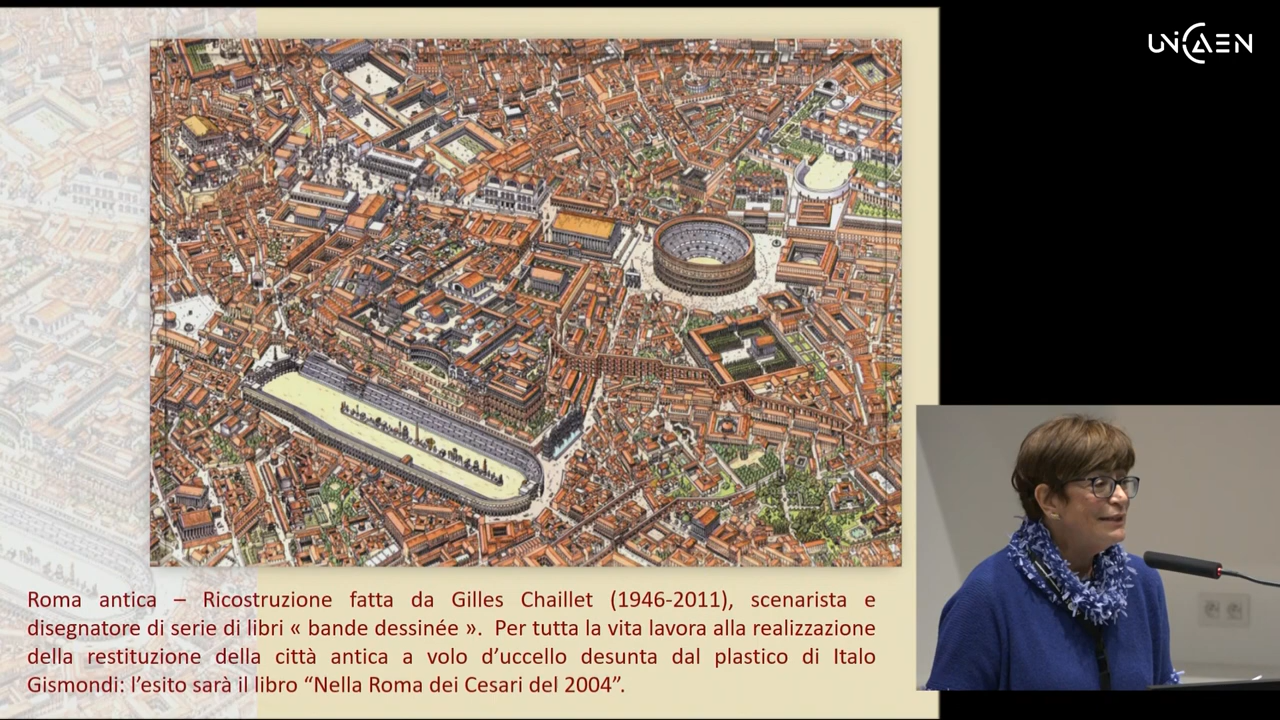 UNICAEN
Roma antica – Ricostruzione fatta da Gilles Chaillet (1946-2011), scenarista e
disegnatore di serie di libri « bande dessinée ». Per tutta la vita lavora alla realizzazione
della restituzione della città antica a volo d’uccello desunta dal plastico di Italo
Gismondi: l’esito sarà il libro “Nella Roma dei Cesari del 2004”.